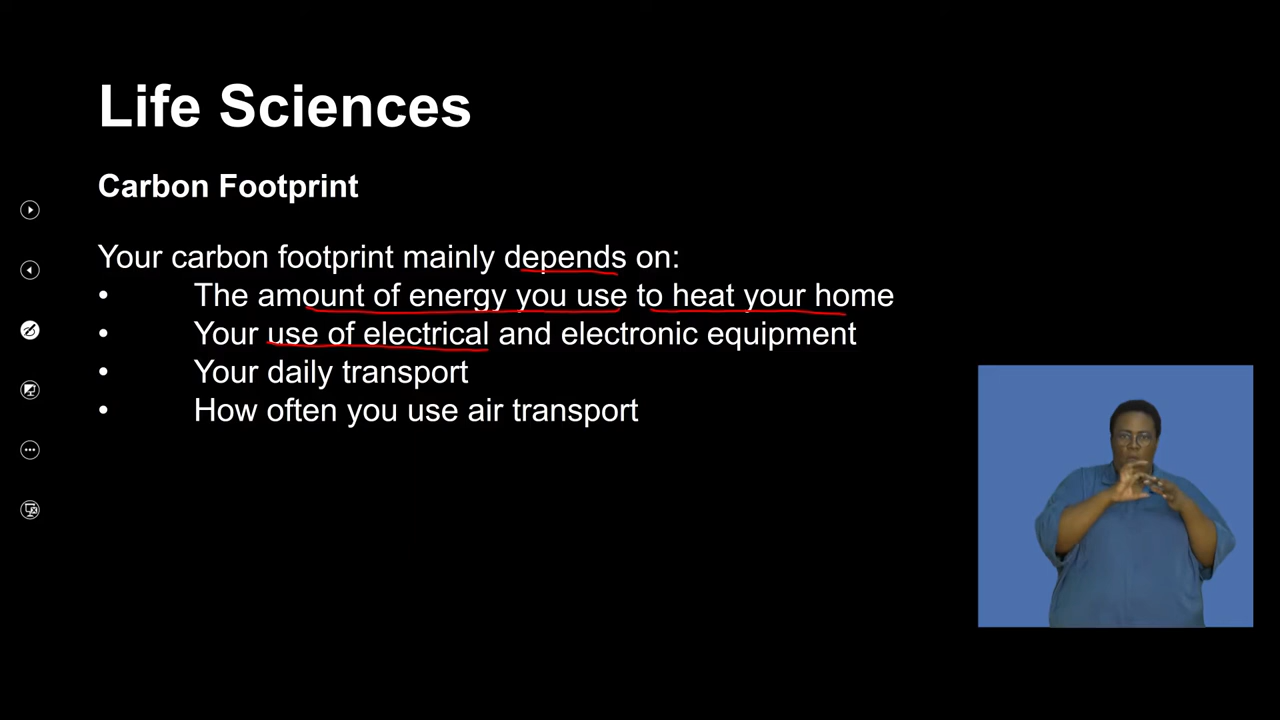 Life Sciences
Carbon Footprint
Your carbon footprint mainly depends on:
• The amount of energy you use to heat your home
• Your use of electrical and electronic equipment
• Your daily transport
• How often you use air transport